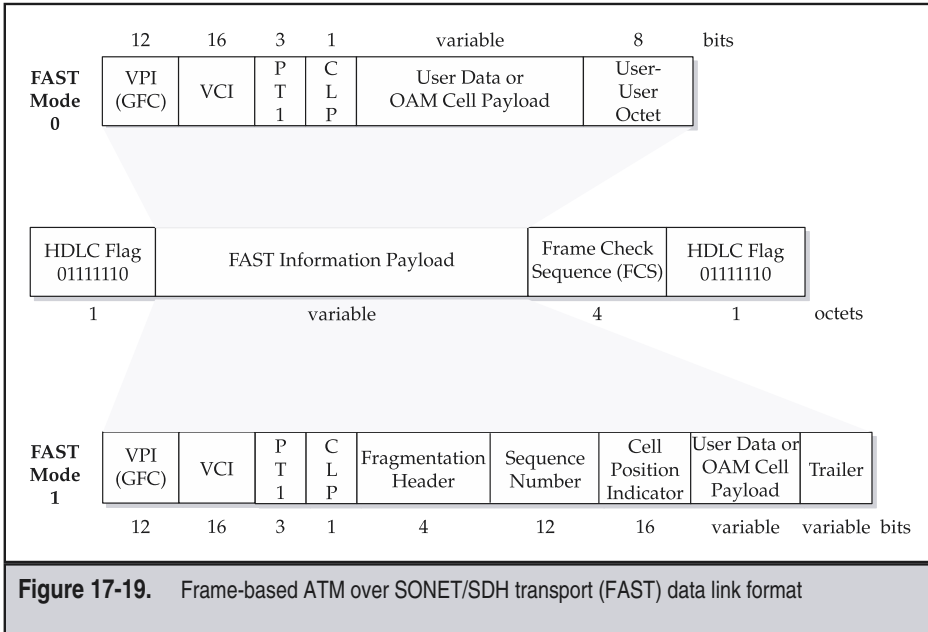 12 16 3 1 variable 8 bits
FAST
Mode
0
VPI
(GFC)
VCI
P
T
1
C
L
P
User Data or
OAM Cell Payload
User-
User
Octet
HDLC Flag
01111110
FAST Information Payload
Frame Check
Sequence (FCS)
HDLC Flag
01111110
1 variable 4 1 octets
FAST
Mode
1
VPI
(GFC)
VCI
P
T
1
C
L
P
Fragmentation
Header
Sequence
Number
Cell
Position
Indicator
User Data or
OAM Cell
Payload
Trailer
12 16 3 1 4 12 16 variable variable bits
Figure 17-19. Frame-based ATM over SONET/SDH transport (FAST) data link format